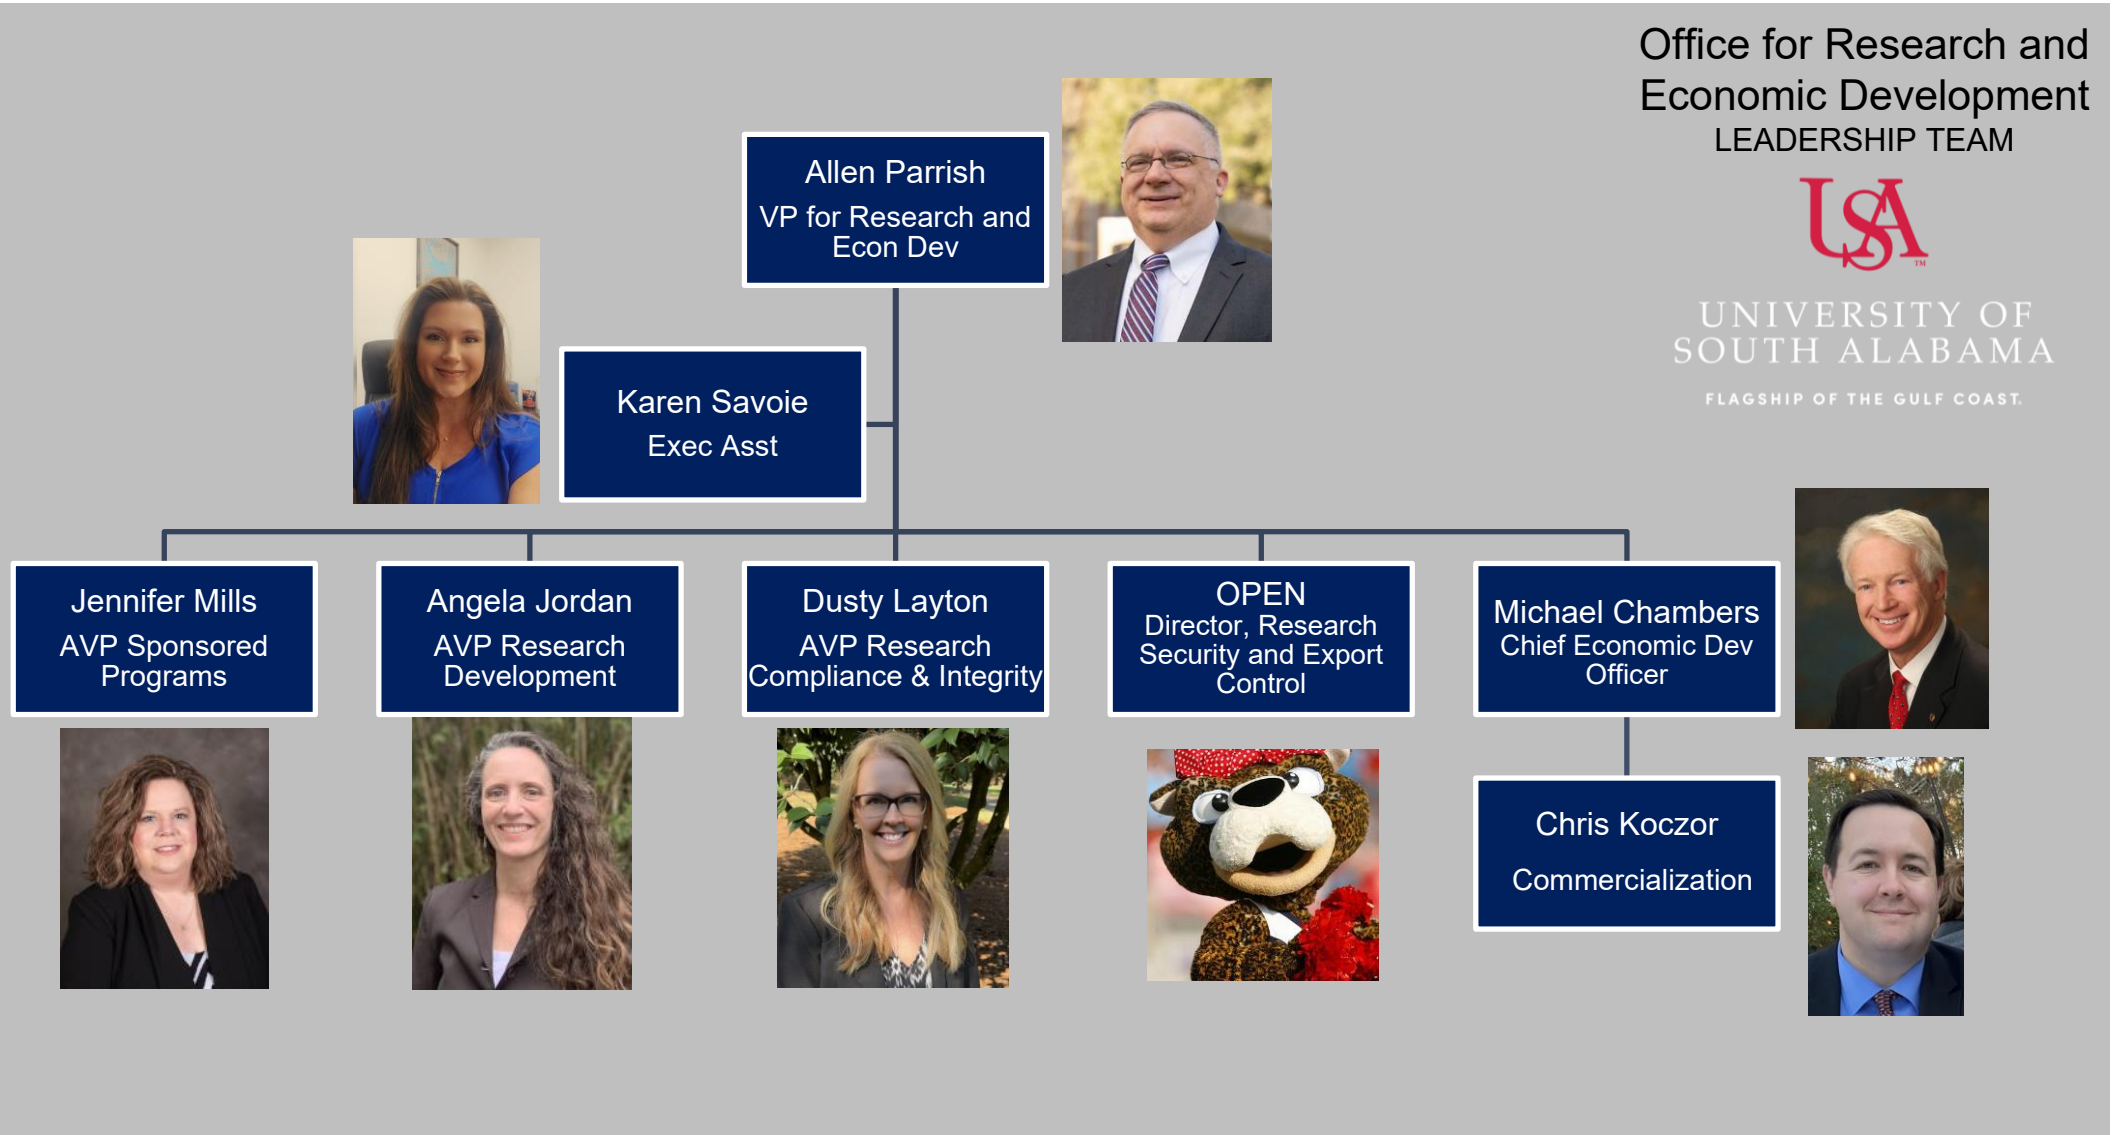 Office for Research and
Economic Development
LEADERSHIP TEAM
USA
TM
UNIVERSITY OF
SOUTH ALABAMA
FLAGSHIP OF THE GULF COAST.
Allen Parrish
VP for Research and
Econ Dev
Karen Savoie
Exec Asst
Jennifer Mills
AVP Sponsored
Programs
Angela Jordan
AVP Research
Development
Dusty Layton
AVP Research
Compliance & Integrity
OPEN
Director, Research
Security and Export
Control
Michael Chambers
Chief Economic Dev
Officer
Chris Koczor
Commercialization